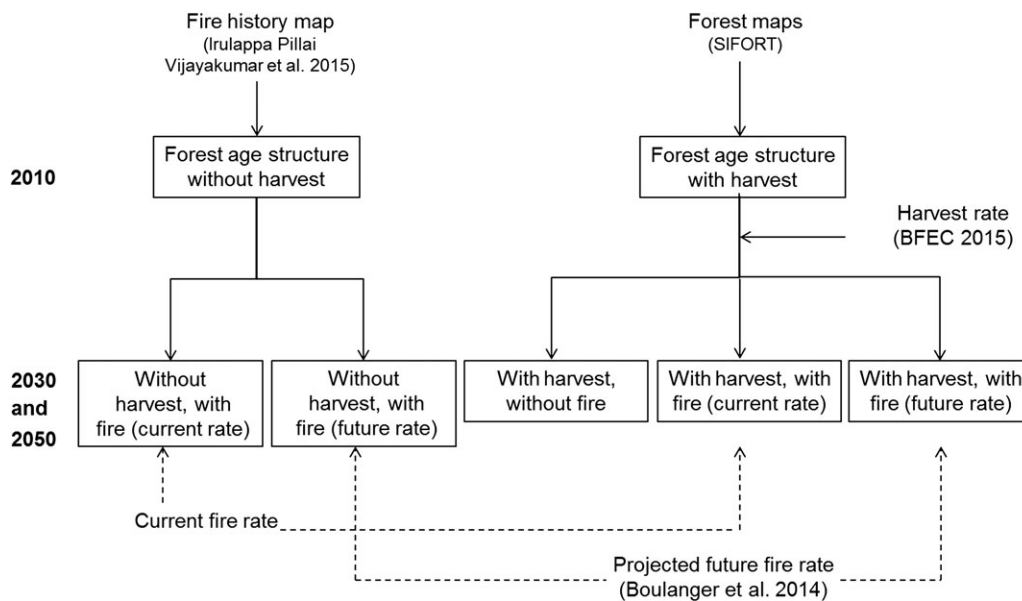 Fire history map
(Irulappa Pillai
Vijayakumar et al. 2015)
Forest maps
(SIFORT)
2010
Forest age structure
without harvest
Forest age structure
with harvest
Harvest rate
(BFEC 2015)
2030
and
2050
Without
harvest, with
fire (current rate)
Without
harvest, with
fire (future rate)
With harvest,
without fire
With harvest, with
fire (current rate)
With harvest, with
fire (future rate)
Current fire rate
Projected future fire rate
(Boulanger et al. 2014)